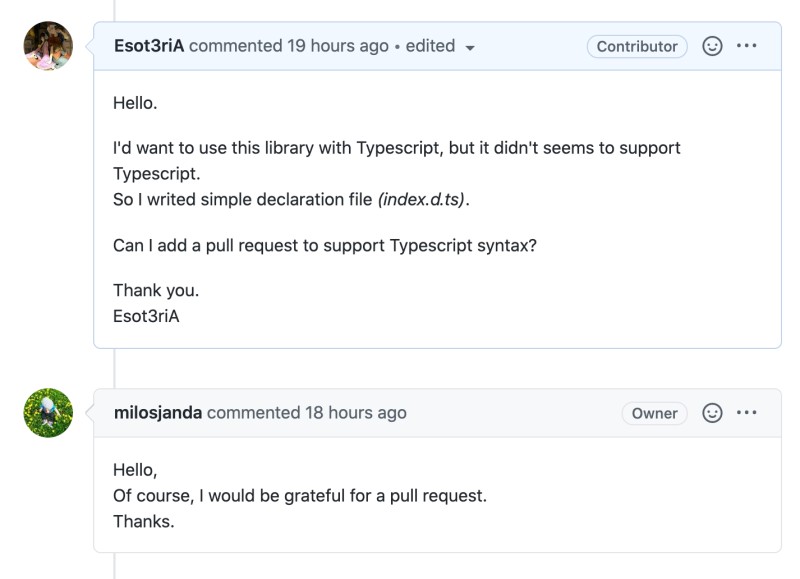 Esot3riA commented 19 hours ago • edited
Contributor
Hello.
I'd want to use this library with Typescript, but it didn't seems to support
Typescript.
So I writed simple declaration file (index.d.ts).
Can I add a pull request to support Typescript syntax?
Thank you.
Esot3riA
milosjanda commented 18 hours ago
Owner
Hello,
Of course, I would be grateful for a pull request.
Thanks.